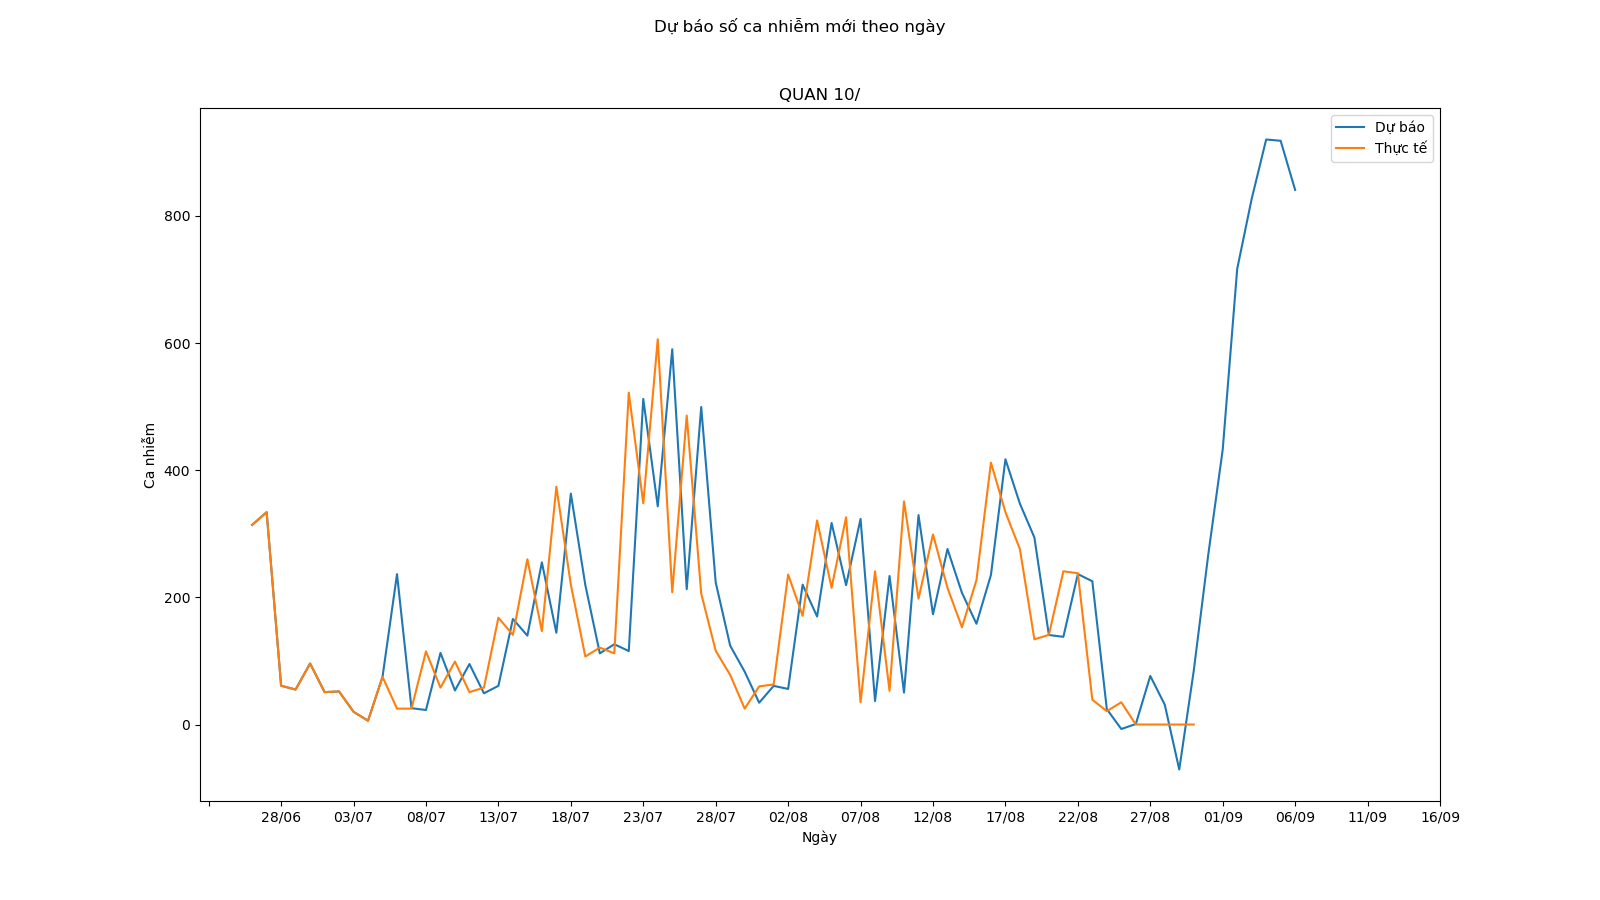 Dự báo số ca nhiễm mới theo ngày
QUAN 10/
Dự báo
Thực tế
800
600
400
200
0
Ca nhiễm
28/06 03/07 08/07 13/07 18/07 23/07 28/07 02/08 07/08 12/08 17/08 22/08 27/08 01/09 06/09 11/09 16/09
Ngày